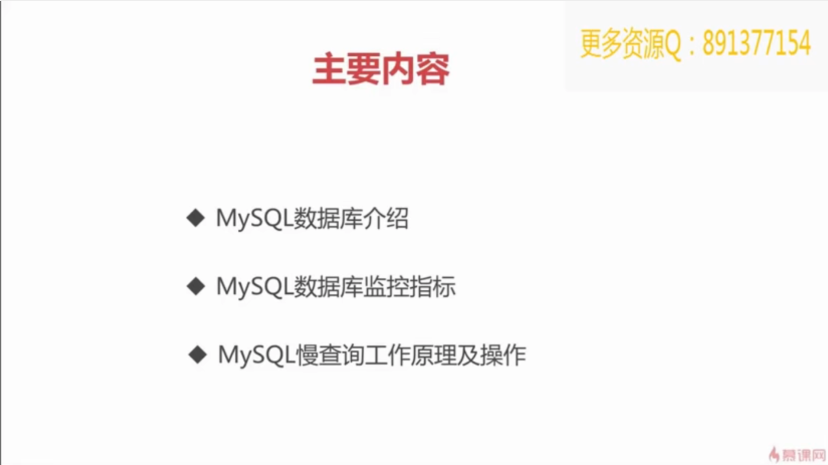 更多资源Q：891377154
主要内容
◆ MySQL数据库介绍
◆ MySQL数据库监控指标
◆ MySQL慢查询工作原理及操作
慕课网